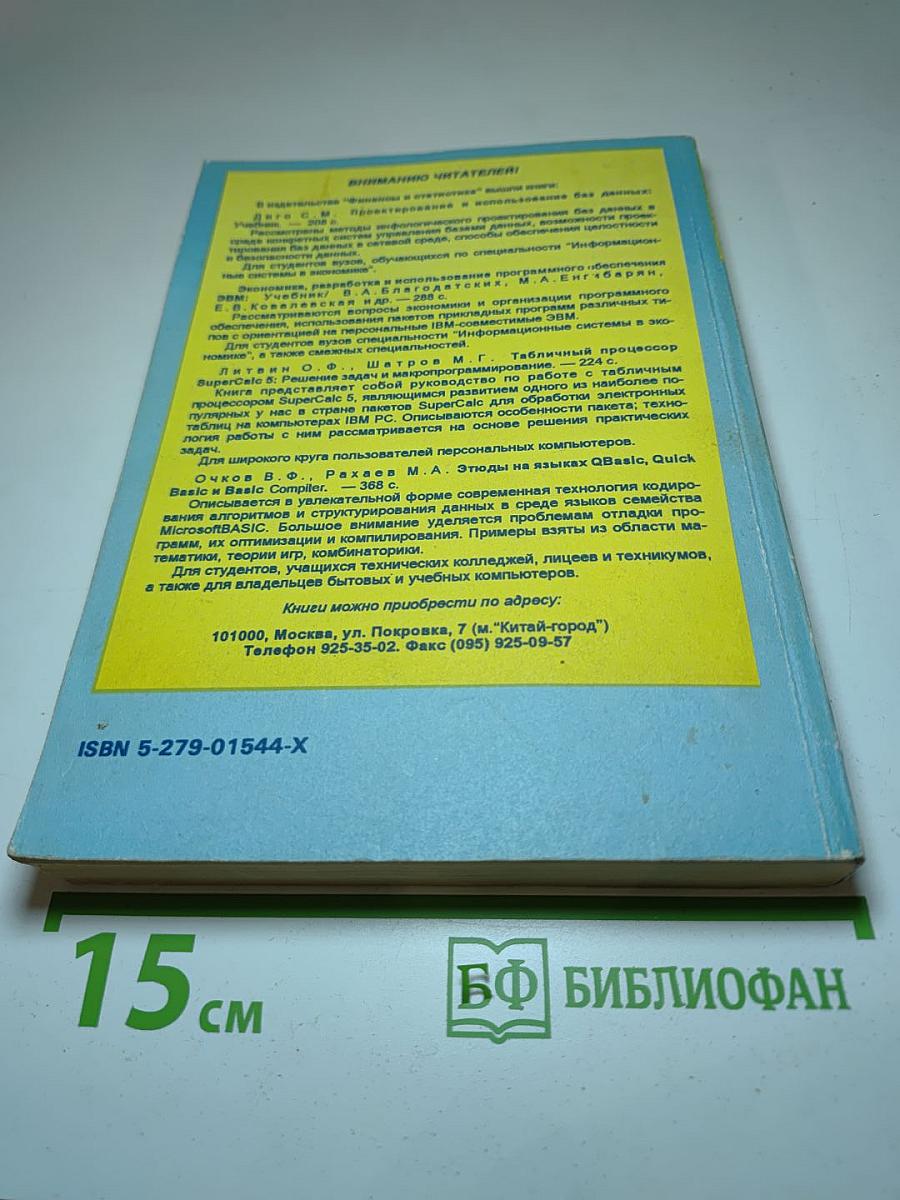 ВНИМАНИЮ ЧИТАТЕЛЕЙ!
В издательстве "Финансы и статистика" вышли книги:
Диго С.М. Проектирование и использование баз данных:
Учебник. — 208 с.
Рассмотрены методы инфологического проектирования баз данных в
среде конкретных систем управления базами данных, возможности проек-
тирования баз данных в сетевой среде, способы обеспечения целостности
и безопасности данных.
Для студентов вузов, обучающихся по специальности "Информацион-
ные системы в экономике".
Экономика, разработка и использование программного обеспечения
ЭВМ: Учебник/ В.А.Благодатских, М.А.Енгибарян,
Е.В.Ковалевская и др. — 288 с.
Рассматриваются вопросы экономики и организации программного
обеспечения, использования пакетов прикладных программ различных ти-
пов с ориентацией на персональные IBM-совместимые ЭВМ.
Для студентов вузов специальности "Информационные системы в эко-
номике", а также смежных специальностей.
Литвин О.Ф., Шатров М.Г. Табличный процессор
SuperCalc 5: Решение задач и макропрограммирование. — 224 с.
Книга представляет собой руководство по работе с табличным
процессором SuperCalc 5, являющимся развитием одного из наиболее по-
пулярных у нас в стране пакетов SuperCalc для обработки электронных
таблиц на компьютерах IBM PC. Описываются особенности пакета; техно-
логия работы с ним рассматривается на основе решения практических
задач.
Для широкого круга пользователей персональных компьютеров.
Очков В.Ф., Рахаев М.А. Этюды на языках QBasic, Quick
Basic и Basic Compiler. — 368 с.
Описывается в увлекательной форме современная технология кодиро-
вания алгоритмов и структурирования данных в среде языков семейства
MicrosoftBASIC. Большое внимание уделяется проблемам отладки про-
грамм, их оптимизации и компилирования. Примеры взяты из области ма-
тематики, теории игр, комбинаторики.
Для студентов, учащихся технических колледжей, лицеев и техникумов,
а также для владельцев бытовых и учебных компьютеров.
Книги можно приобрести по адресу:
101000, Москва, ул. Покровка, 7 (м."Китай-город")
Телефон 925-35-02. Факс (095) 925-09-57
ISBN 5-279-01544-X
15 см
БФ БИБЛИОФАН